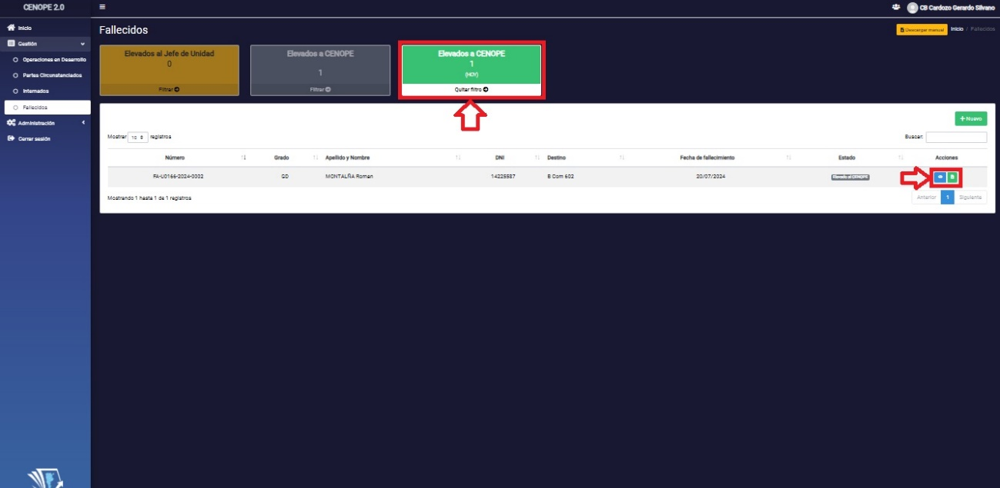 CENOPE 2.0
CB Cardozo Gerardo Silvano
Inicio
Gestión
Operaciones en Desarrollo
Partes Circunstanciados
Internados
Fallecidos
Administración
Cerrar sesión
Fallecidos
Descargar manual
Inicio / Fallecidos
Elevados al Jefe de Unidad
0
Filtrar
Elevados a CENOPE
1
Filtrar
Elevados a CENOPE
1
(HOY)
Quitar filtro
+ Nuevo
Mostrar 10 registros
Buscar:
Número Grado Apellido y Nombre DNI Destino Fecha de fallecimiento Estado Acciones
FA-U0166-2024-0002 GD MONTALÑA Roman 14225587 B Com 602 20/07/2024 Elevado al CENOPE
Mostrando 1 hasta 1 de 1 registros
Anterior 1 Siguiente